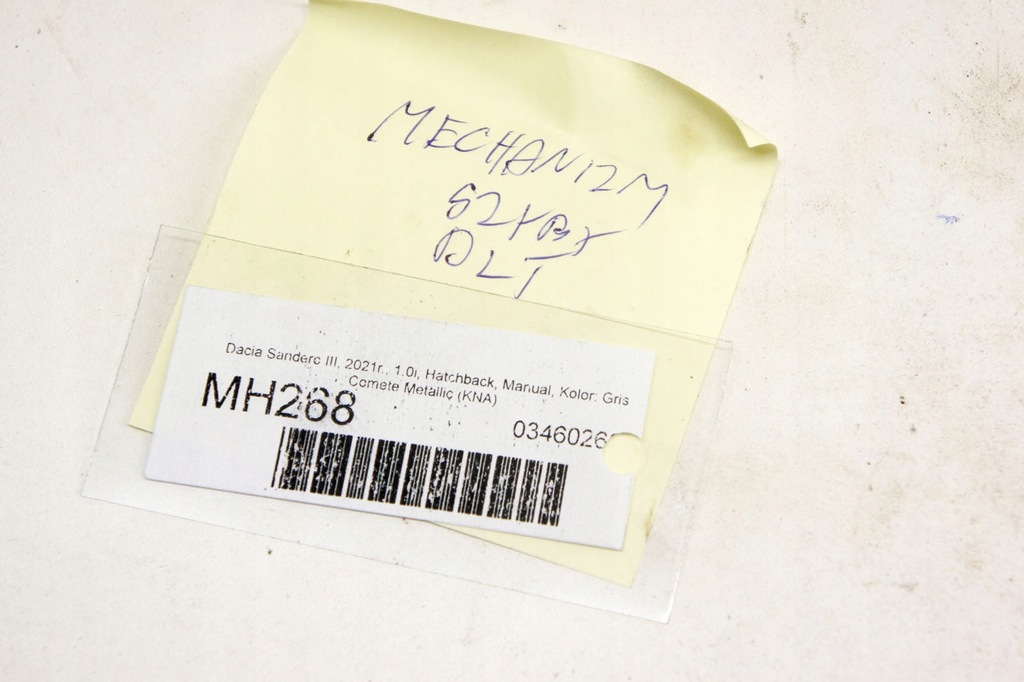 MECHANIZM
SZYBY
DLT
Dacia Sandero III, 2021r., 1.0i, Hatchback, Manual, Kolor: Gris
Comete Metallic (KNA)
MH268
0346026